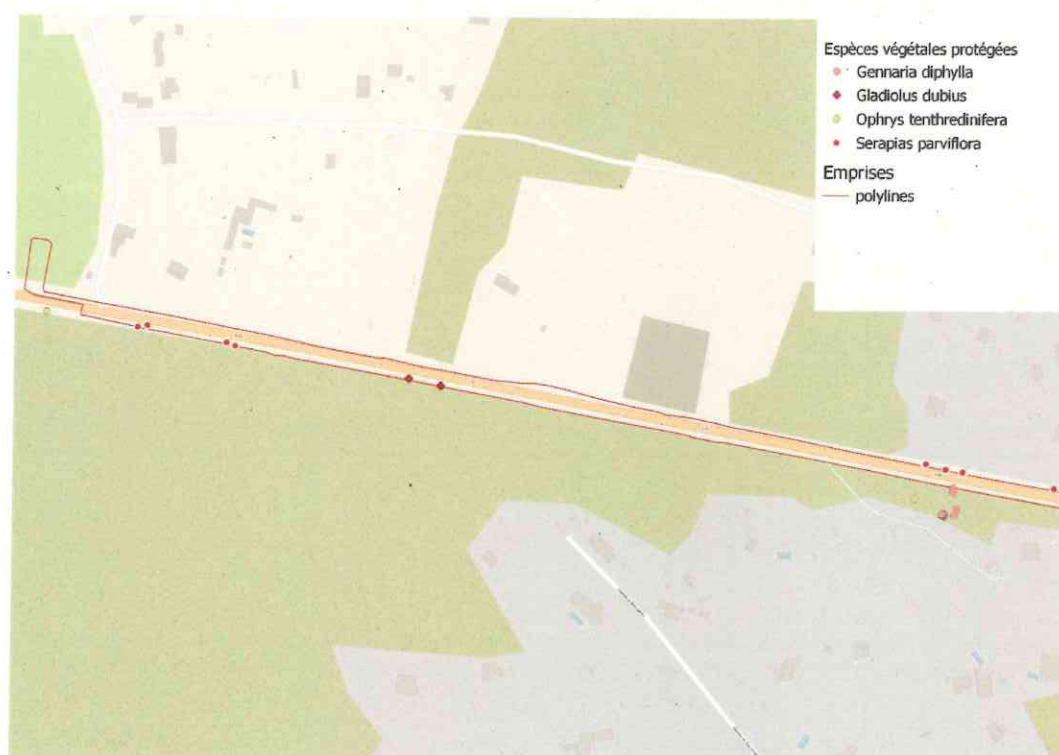 Espèces végétales protégées
Gennaria diphylla
Gladiolus dubius
Ophrys tenthredinifera
Serapias parviflora
Emprises
polylines